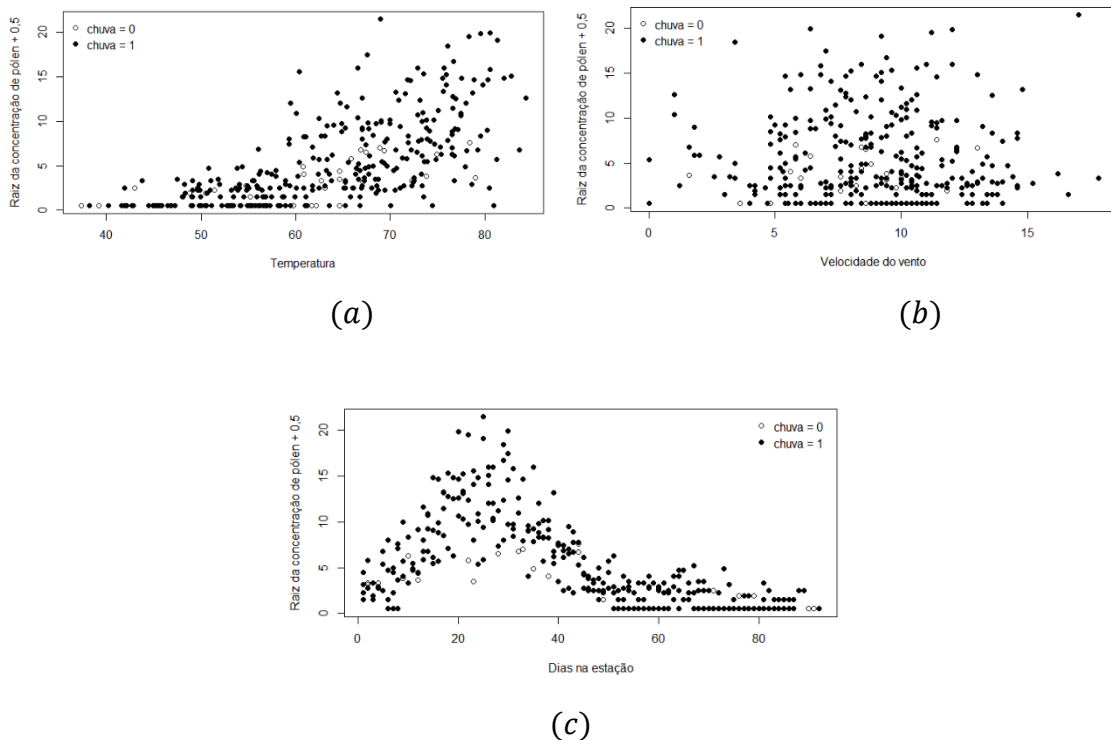 Raiz da concentração de pólen + 0,5
20
15
10
5
0
○ chuva = 0
● chuva = 1
40 50 60 70 80
Temperatura
(a)
Raiz da concentração de pólen + 0,5
20
15
10
5
0
○ chuva = 0
● chuva = 1
0 5 10 15
Velocidade do vento
(b)
Raiz da concentração de pólen + 0,5
20
15
10
5
0
○ chuva = 0
● chuva = 1
0 20 40 60 80
Dias na estação
(c)